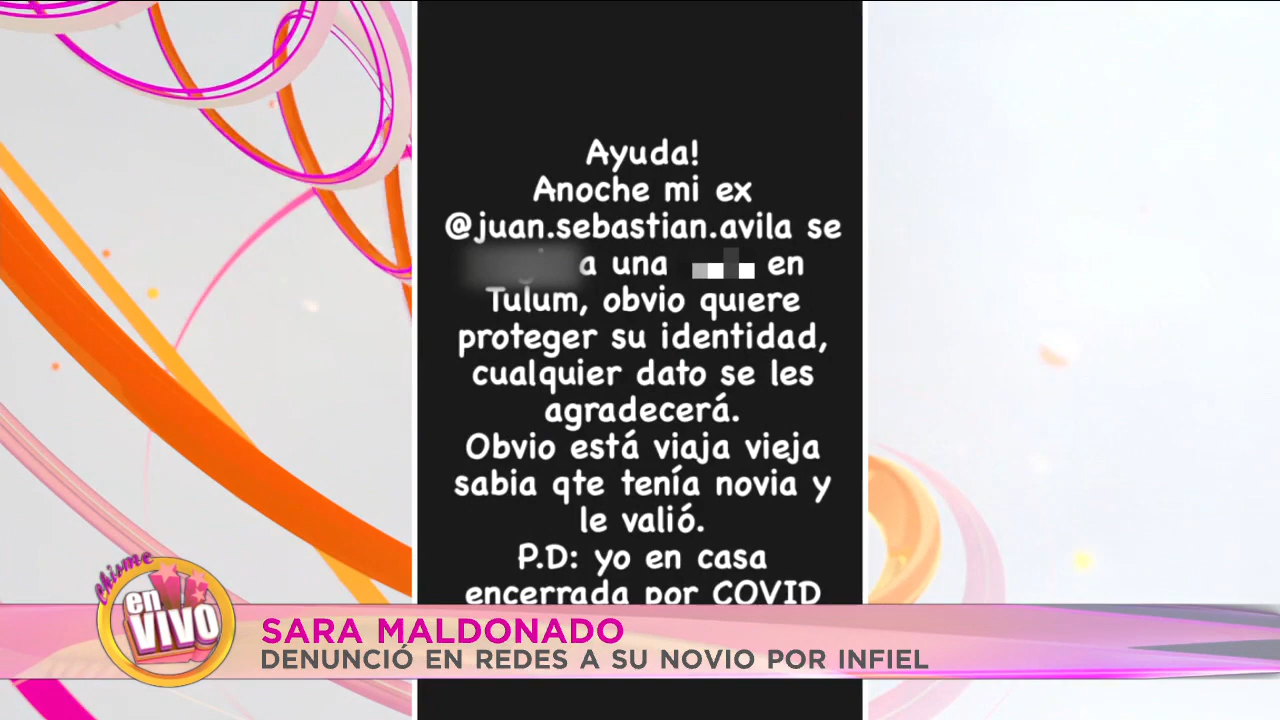 Ayuda!
Anoche mi ex
@juan.sebastian.avila se
a una en
Tulum, obvio quiere
proteger su identidad,
cualquier dato se les
agradecerá.
Obvio está viaja vieja
sabia qte tenía novia y
le valió.
P.D: yo en casa
encerrada por COVID
chisme
en
VIVO
SARA MALDONADO
DENUNCIÓ EN REDES A SU NOVIO POR INFIEL